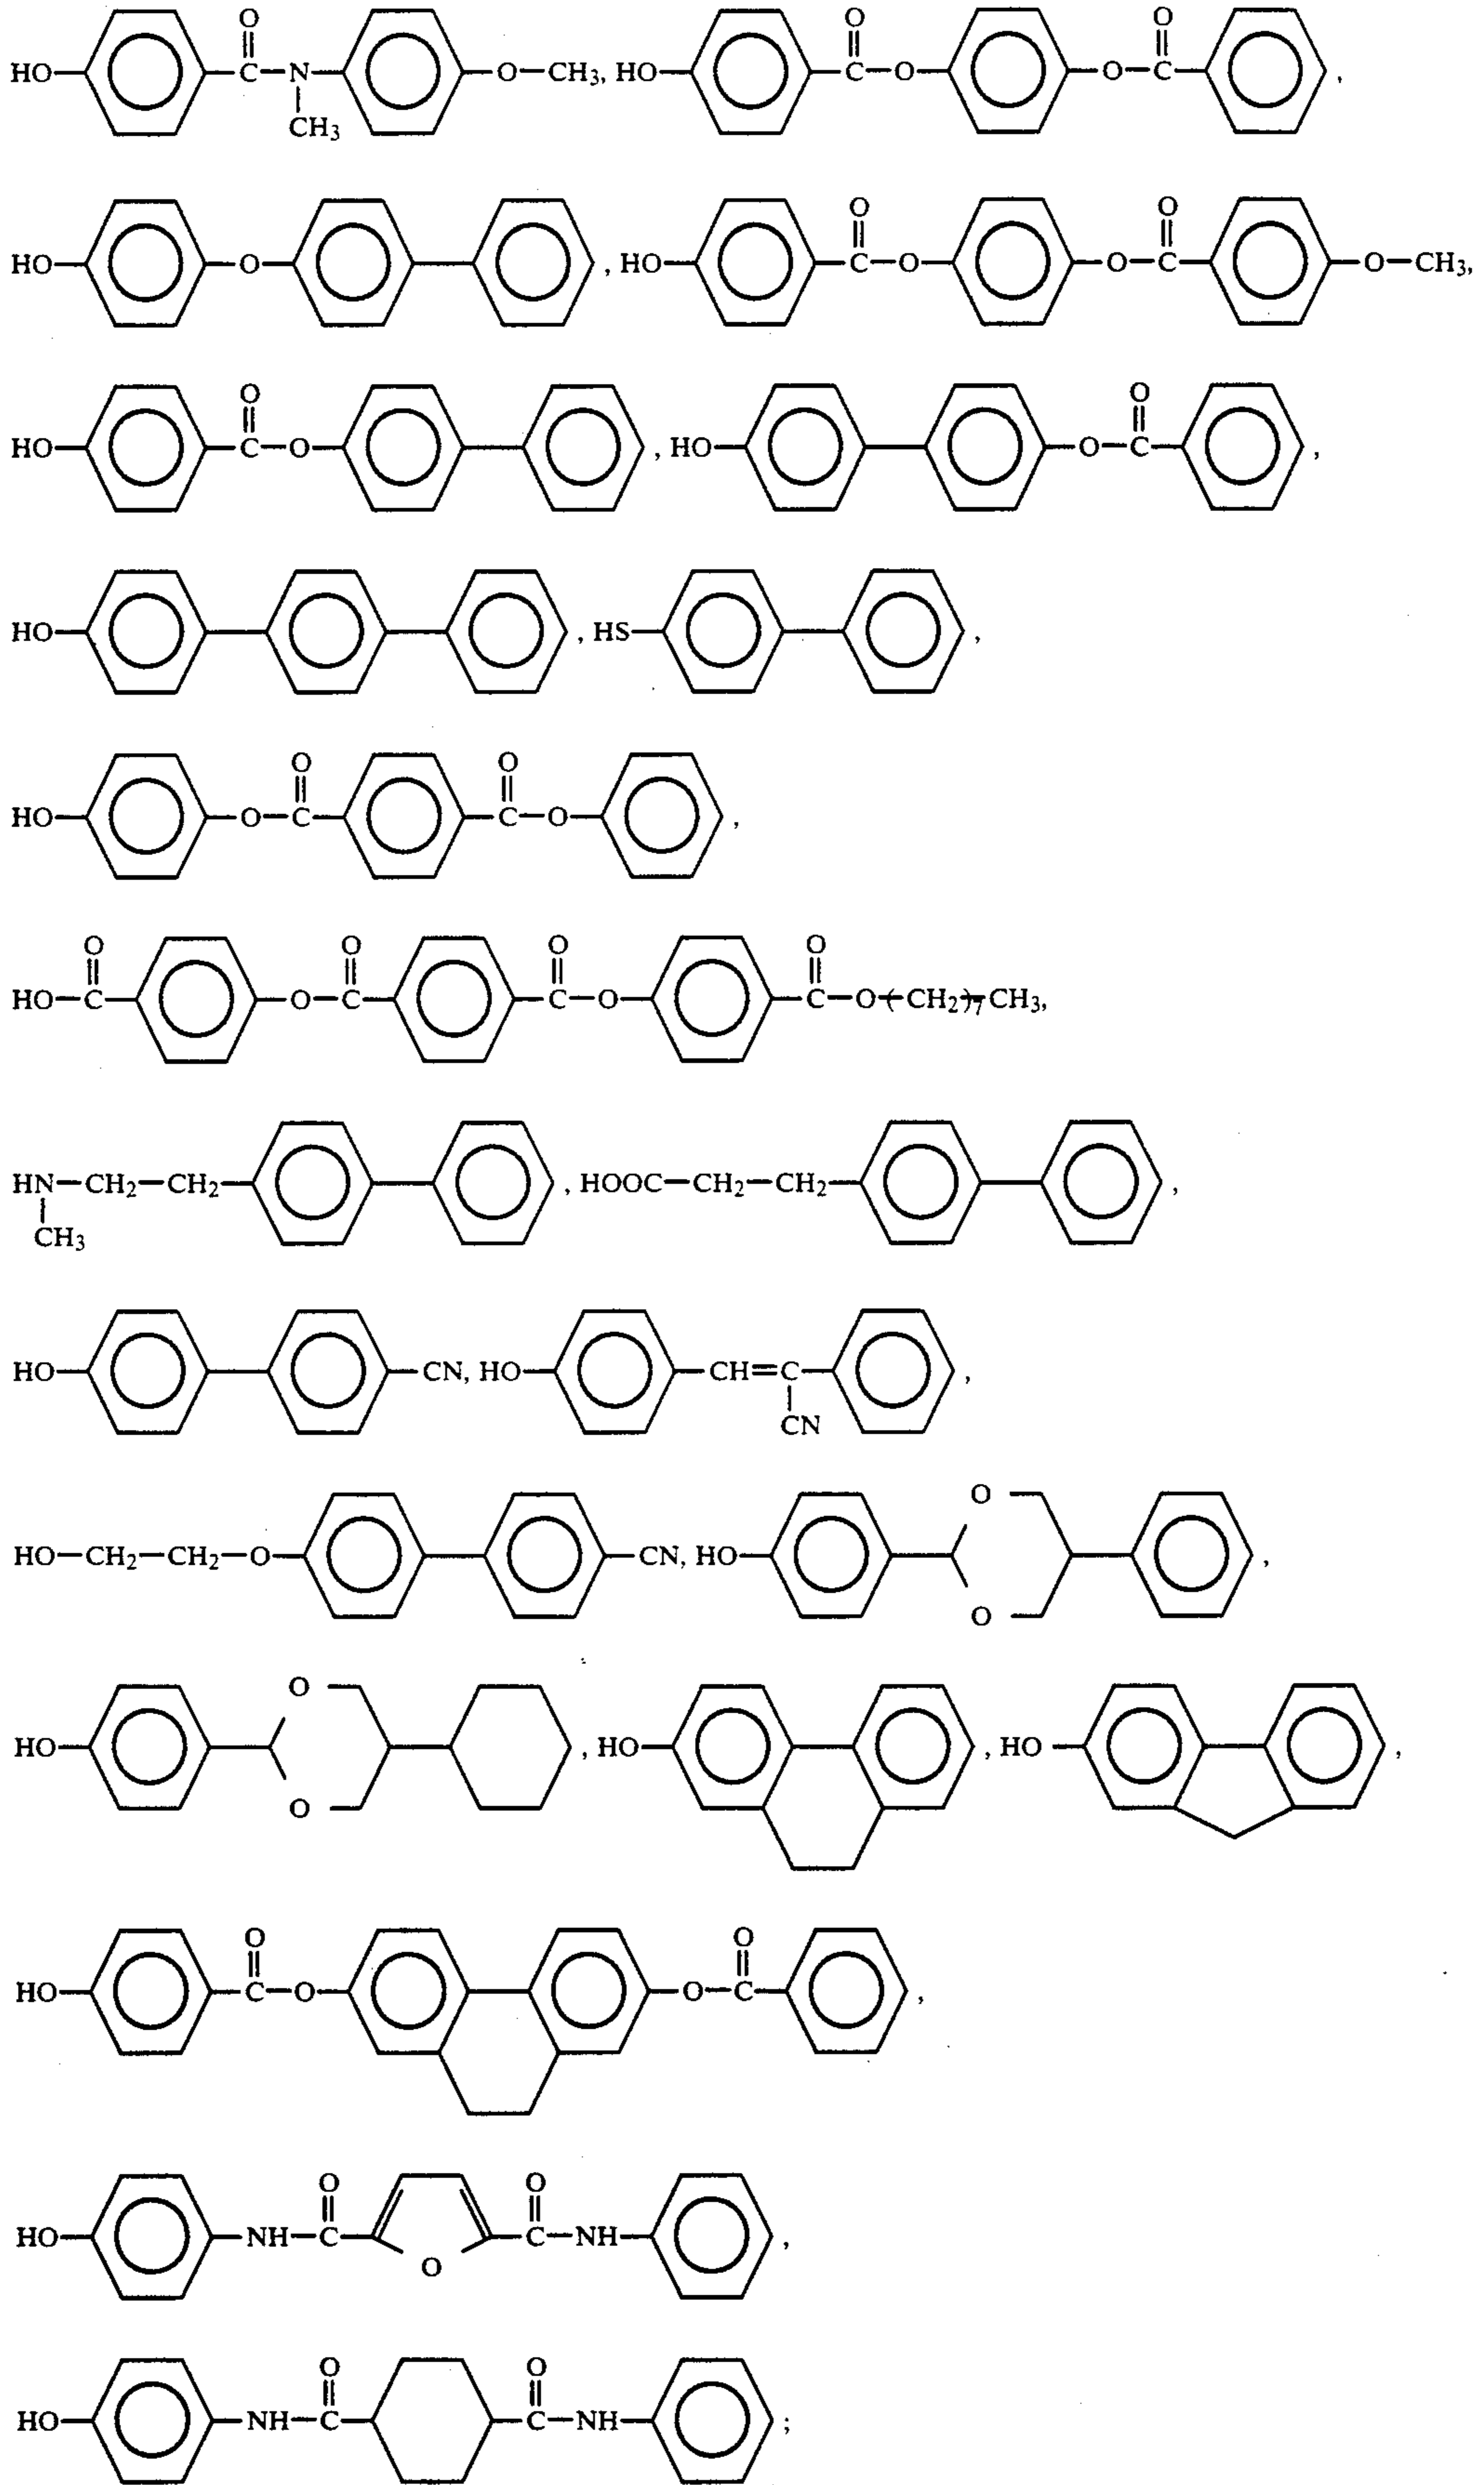 O O O
HO C N O—CH3, HO C—O O—C ,
CH3
O O
HO O , HO C—O O—C O—CH3,
O O
HO C—O , HO O—C ,
HO , HS ,
O O
HO O—C C—O ,
O O O O
HO—C O—C C—O C—O(CH2)7CH3,
HN—CH2—CH2 , HOOC—CH2—CH2 ,
CH3
HO CN, HO CH=C ,
CN
O
HO—CH2—CH2—O CN, HO ,
O
O
HO , HO , HO ,
O
O O
HO C—O O—C ,
O O
HO NH—C C—NH ,
O
O O
HO NH—C C—NH ;